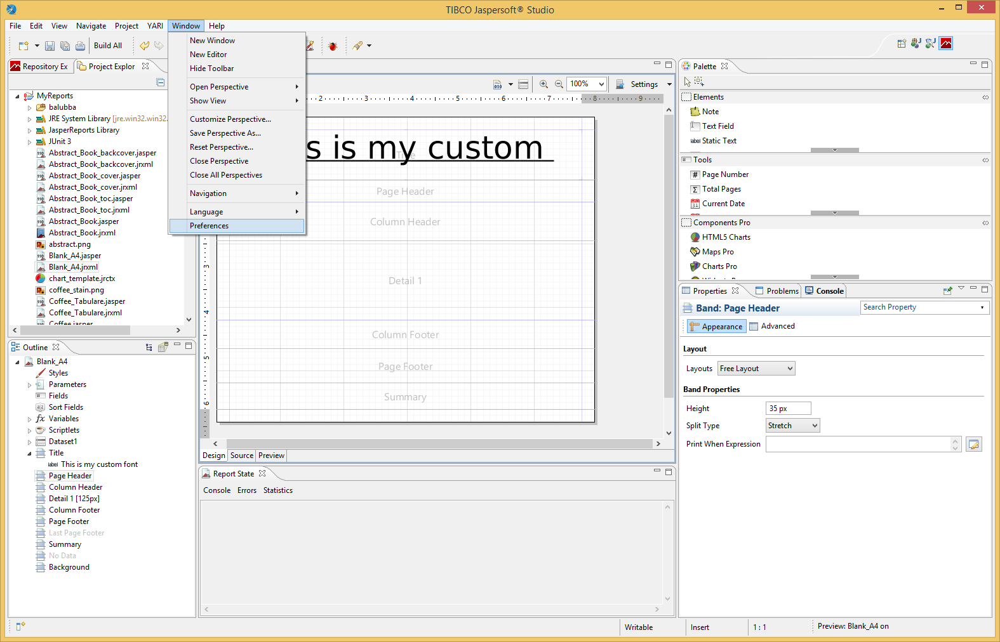 TIBCO Jaspersoft® Studio
File Edit View Navigate Project YARI Window Help
Build All
New Window
New Editor
Hide Toolbar
Open Perspective
Show View
Customize Perspective...
Save Perspective As...
Reset Perspective...
Close Perspective
Close All Perspectives
Navigation
Language
Preferences
Repository Ex Project Explor
MyReports
balubba
JRE System Library [jre.win32.win32.
JasperReports Library
JUnit 3
Abstract_Book_backcover.jasper
Abstract_Book_backcover.jrxml
Abstract_Book_cover.jasper
Abstract_Book_cover.jrxml
Abstract_Book_toc.jasper
Abstract_Book_toc.jrxml
Abstract_Book.jasper
Abstract_Book.jrxml
abstract.png
Blank_A4.jasper
Blank_A4.jrxml
chart_template.jrctx
coffee_stain.png
Coffee_Tabulare.jasper
Coffee_Tabulare.jrxml
Coffee.jasper
Outline
Blank_A4
Styles
Parameters
Fields
Sort Fields
Variables
Scriptlets
Dataset1
Title
label This is my custom font
Page Header
Column Header
Detail 1 [125px]
Column Footer
Page Footer
Last Page Footer
Summary
No Data
Background
100% Settings
2 3 4 5 6 7 8 9
s is my custom
Title
Page Header
Column Header
Detail 1
Column Footer
Page Footer
Summary
3
4
5
6
Design Source Preview
Report State
Console Errors Statistics
Palette
Elements
Note
Text Field
label Static Text
Tools
# Page Number
Σ Total Pages
31 Current Date
Components Pro
HTML5 Charts
Maps Pro
Charts Pro
Properties Problems Console
Band: Page Header
Search Property
Appearance Advanced
Layout
Layouts Free Layout
Band Properties
Height 35 px
Split Type Stretch
Print When Expression
Writable Insert 1 : 1 Preview: Blank_A4 on